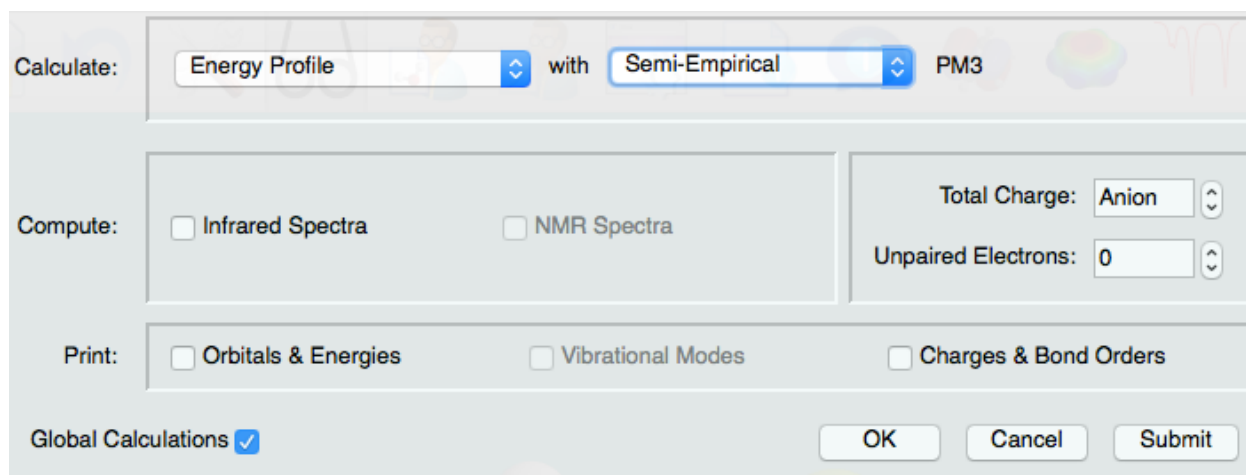 Calculate: Energy Profile with Semi-Empirical PM3
Total Charge: Anion
Compute: Infrared Spectra NMR Spectra
Unpaired Electrons: 0
Print: Orbitals & Energies Vibrational Modes Charges & Bond Orders
Global Calculations OK Cancel Submit